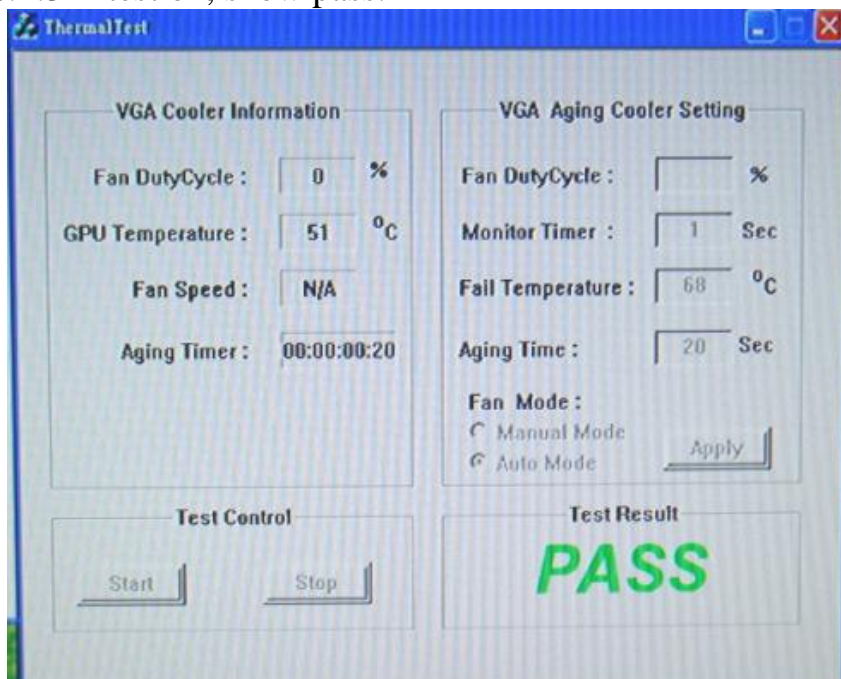 ThermalTest
VGA Cooler Information
Fan DutyCycle : 0 %
GPU Temperature : 51 °C
Fan Speed : N/A
Aging Timer : 00:00:00:20
VGA Aging Cooler Setting
Fan DutyCycle : %
Monitor Timer : 1 Sec
Fail Temperature : 68 °C
Aging Time : 20 Sec
Fan Mode :
Manual Mode
Auto Mode
Apply
Test Control
Start Stop
Test Result
PASS